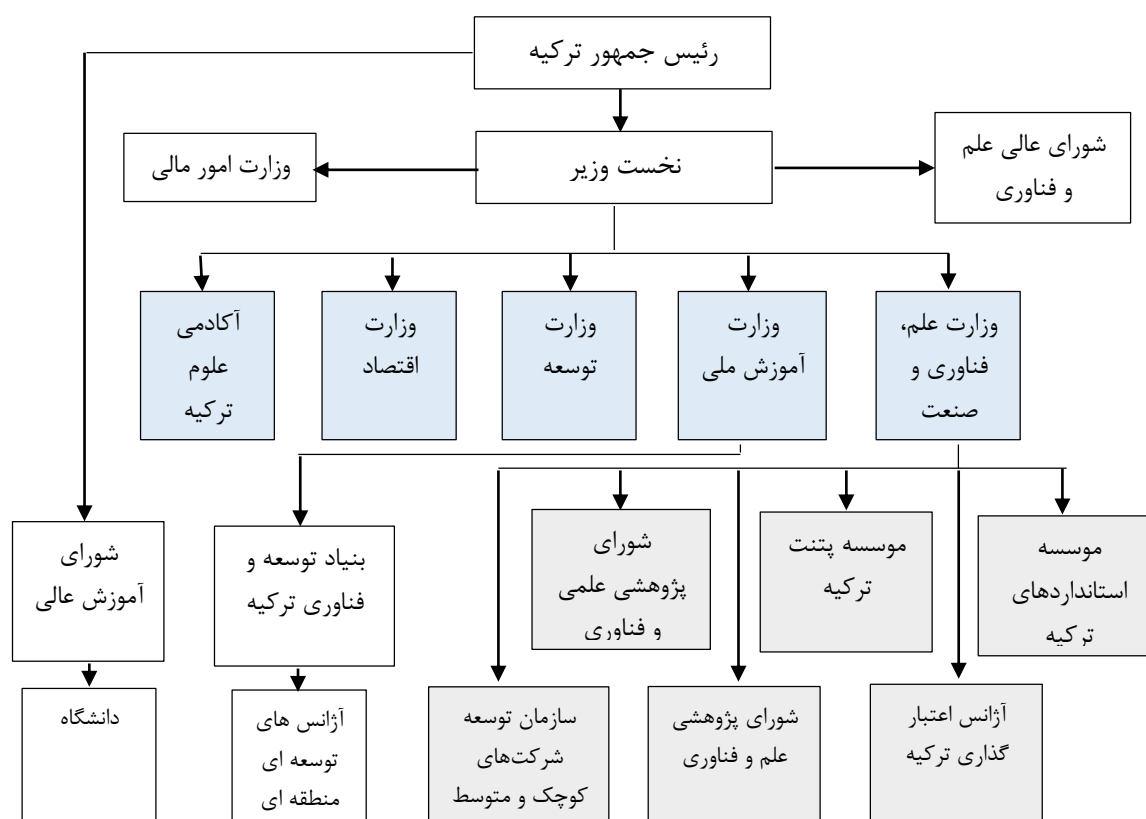 رئیس جمهور ترکیه
شورای عالی علم
و فناوری
نخست وزیر
وزارت امور مالی
وزارت علم،
فناوری و
صنعت
وزارت
آموزش ملی
وزارت
توسعه
وزارت
اقتصاد
آکادمی
علوم
ترکیه
موسسه
استانداردهای
ترکیه
موسسه پتنت
ترکیه
شورای
پژوهشی علمی
و فناوری
بنیاد توسعه و
فناوری ترکیه
شورای
آموزش عالی
آژانس اعتبار
گذاری ترکیه
شورای پژوهشی
علم و فناوری
سازمان توسعه
شرکت‌های
کوچک و متوسط
آژانس های
توسعه ای
منطقه ای
دانشگاه